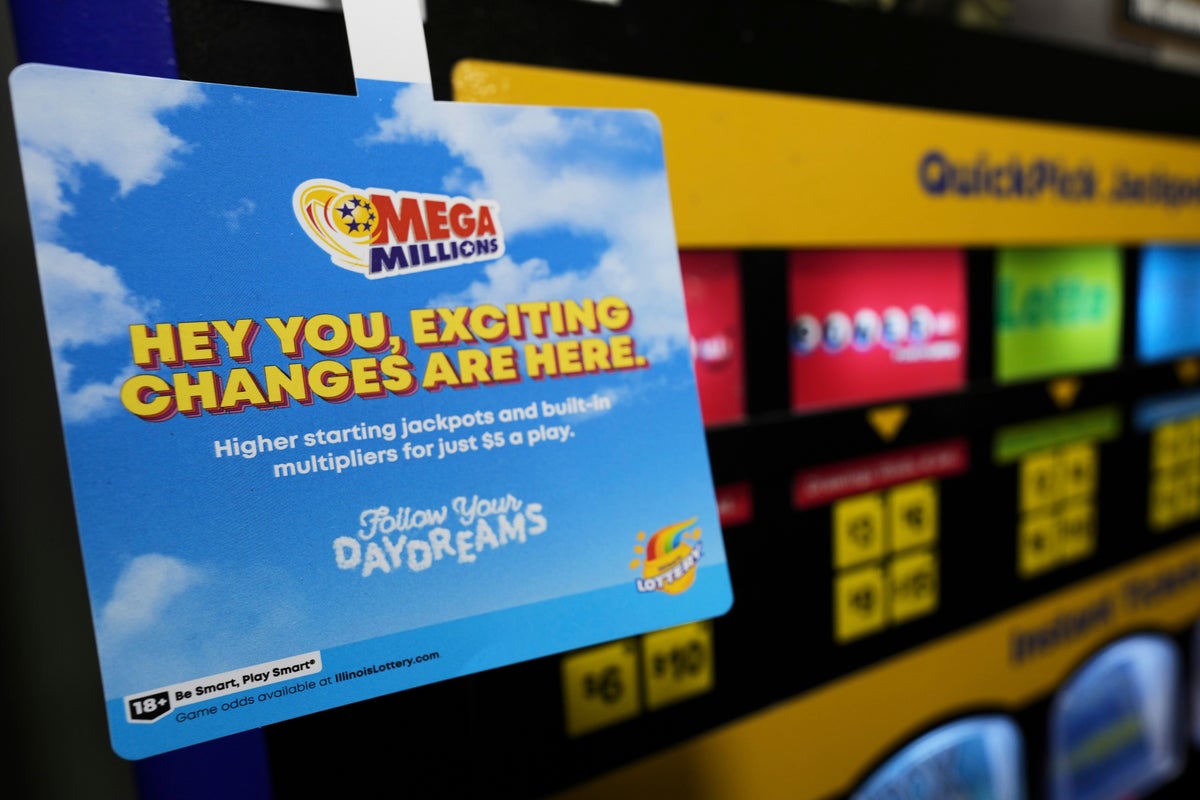 MEGA
MILLIONS
HEY YOU, EXCITING
CHANGES ARE HERE.
Higher starting jackpots and built-in
multipliers for just $5 a play.
Follow Your
DAYDREAMS
LOTTERY
18+ Be Smart, Play Smart®
Game odds available at IllinoisLottery.com
QuickPick
POWER
Lotto
Instant
$6 $10